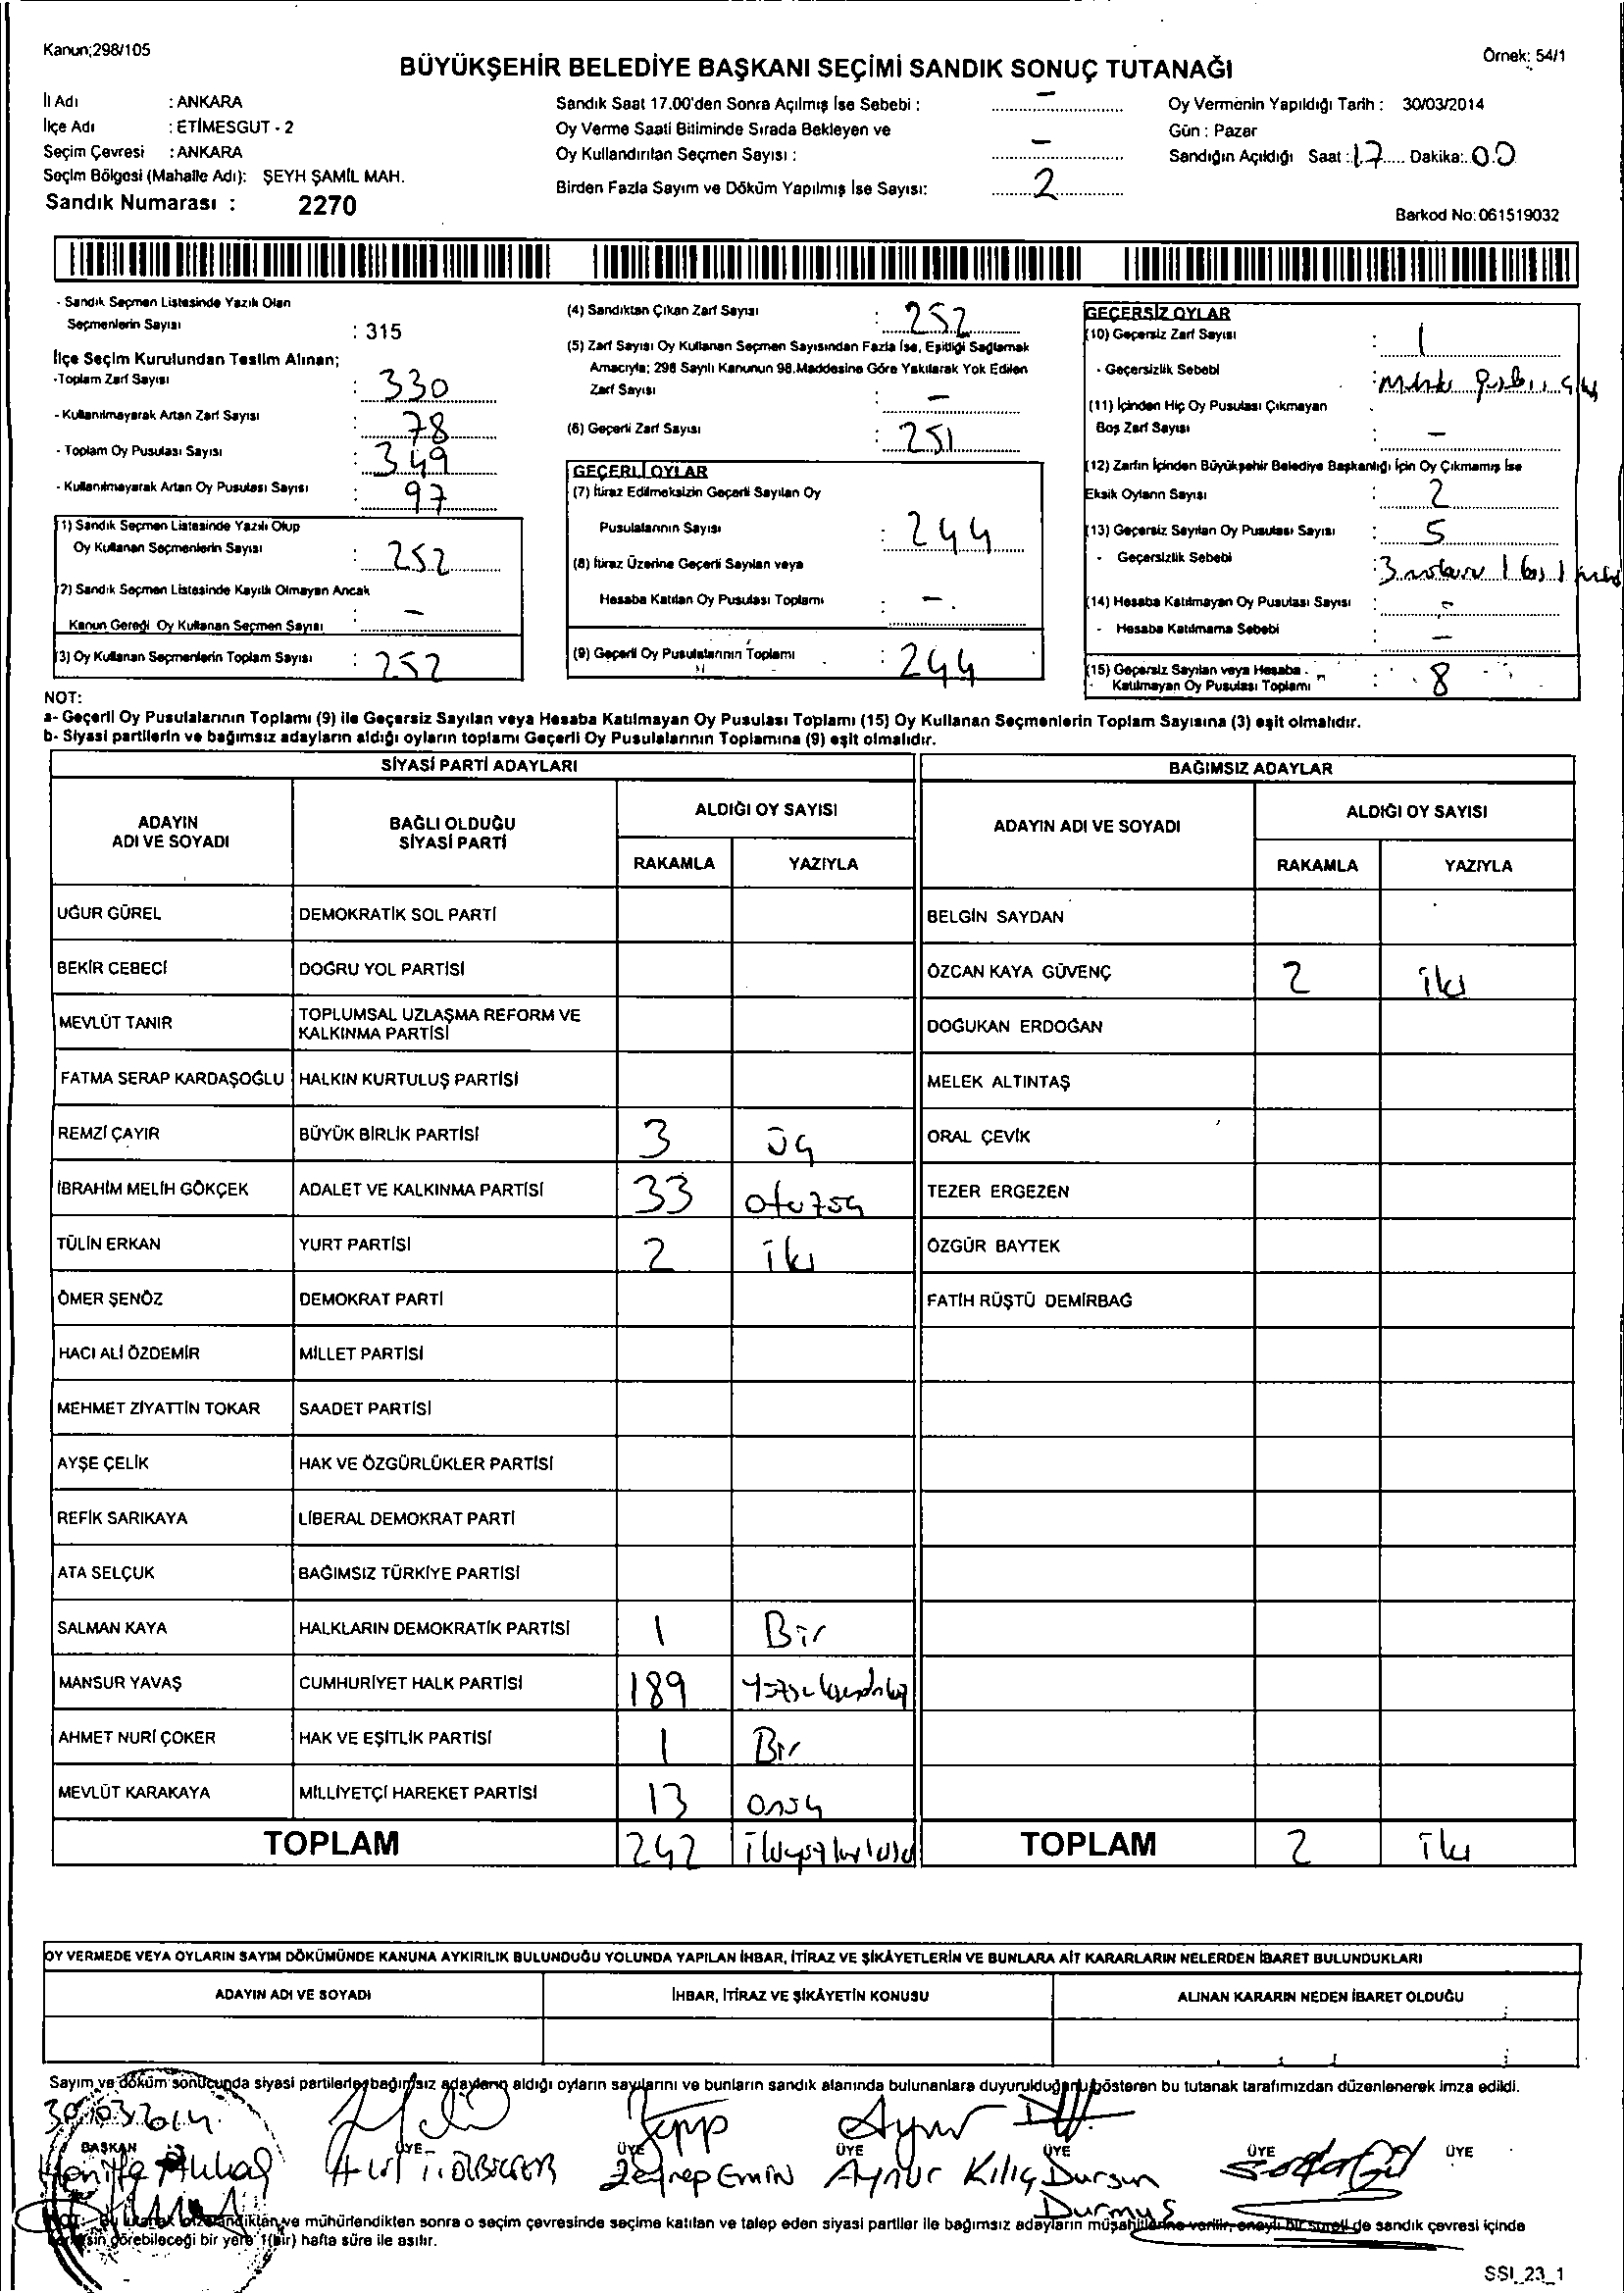 Kanun;298/105
Örnek: 54/1
BÜYÜKŞEHİR BELEDİYE BAŞKANI SEÇİMİ SANDIK SONUÇ TUTANAĞI
İl Adı : ANKARA
İlçe Adı : ETİMESGUT - 2
Seçim Çevresi : ANKARA
Seçim Bölgesi (Mahalle Adı): ŞEYH ŞAMİL MAH.
Sandık Numarası : 2270
Sandık Saat 17.00'den Sonra Açılmış İse Sebebi : -
Oy Verme Saati Bitiminde Sırada Bekleyen ve
Oy Kullandırılan Seçmen Sayısı : -
Birden Fazla Sayım ve Döküm Yapılmış İse Sayısı: 2
Oy Vermenin Yapıldığı Tarih : 30/03/2014
Gün : Pazar
Sandığın Açıldığı Saat : 17 Dakika: 00
Barkod No: 061519032
- Sandık Seçmen Listesinde Yazılı Olan
Seçmenlerin Sayısı : 315
İlçe Seçim Kurulundan Teslim Alınan;
-Toplam Zarf Sayısı : 330
- Kullanılmayarak Artan Zarf Sayısı : 78
- Toplam Oy Pusulası Sayısı : 349
- Kullanılmayarak Artan Oy Pusulası Sayısı : 97
(1) Sandık Seçmen Listesinde Yazılı Olup
Oy Kullanan Seçmenlerin Sayısı : 252
(2) Sandık Seçmen Listesinde Kayıtlı Olmayan Ancak
Kanun Gereği Oy Kullanan Seçmen Sayısı : -
(3) Oy Kullanan Seçmenlerin Toplam Sayısı : 252
(4) Sandıktan Çıkan Zarf Sayısı : 252
(5) Zarf Sayısı Oy Kullanan Seçmen Sayısından Fazla İse, Eşitliği Sağlamak
Amacıyla; 298 Sayılı Kanunun 98.Maddesine Göre Yakılarak Yok Edilen
Zarf Sayısı : -
(6) Geçerli Zarf Sayısı : 251
GEÇERLİ OYLAR
(7) İtiraz Edilmeksizin Geçerli Sayılan Oy
Pusulalarının Sayısı : 244
(8) İtiraz Üzerine Geçerli Sayılan veya
Hesaba Katılan Oy Pusulası Toplamı : -
(9) Geçerli Oy Pusulalarının Toplamı : 244
GEÇERSİZ OYLAR
(10) Geçersiz Zarf Sayısı : 1
- Geçersizlik Sebebi :
(11) İçinden Hiç Oy Pusulası Çıkmayan
Boş Zarf Sayısı : -
(12) Zarfın İçinden Büyükşehir Belediye Başkanlığı İçin Oy Çıkmamış İse
Eksik Oyların Sayısı : 2
(13) Geçersiz Sayılan Oy Pusulası Sayısı : 5
- Geçersizlik Sebebi : 3
(14) Hesaba Katılmayan Oy Pusulası Sayısı : -
- Hesaba Katılmama Sebebi : -
(15) Geçersiz Sayılan veya Hesaba
Katılmayan Oy Pusulası Toplamı : 8
NOT:
a- Geçerli Oy Pusulalarının Toplamı (9) ile Geçersiz Sayılan veya Hesaba Katılmayan Oy Pusulası Toplamı (15) Oy Kullanan Seçmenlerin Toplam Sayısına (3) eşit olmalıdır.
b- Siyasi partilerin ve bağımsız adayların aldığı oyların toplamı Geçerli Oy Pusulalarının Toplamına (9) eşit olmalıdır.
SİYASİ PARTİ ADAYLARI
ADAYIN ADI VE SOYADI BAĞLI OLDUĞU SİYASİ PARTİ ALDIĞI OY SAYISI
RAKAMLA YAZIYLA
UĞUR GÜREL DEMOKRATİK SOL PARTİ
BEKİR CEBECİ DOĞRU YOL PARTİSİ
MEVLÜT TANIR TOPLUMSAL UZLAŞMA REFORM VE KALKINMA PARTİSİ
FATMA SERAP KARDAŞOĞLU HALKIN KURTULUŞ PARTİSİ
REMZİ ÇAYIR BÜYÜK BİRLİK PARTİSİ 3 üç
İBRAHİM MELİH GÖKÇEK ADALET VE KALKINMA PARTİSİ 33 otuzüç
TÜLİN ERKAN YURT PARTİSİ 2 iki
ÖMER ŞENÖZ DEMOKRAT PARTİ
HACI ALİ ÖZDEMİR MİLLET PARTİSİ
MEHMET ZİYATTİN TOKAR SAADET PARTİSİ
AYŞE ÇELİK HAK VE ÖZGÜRLÜKLER PARTİSİ
REFİK SARIKAYA LİBERAL DEMOKRAT PARTİ
ATA SELÇUK BAĞIMSIZ TÜRKİYE PARTİSİ
SALMAN KAYA HALKLARIN DEMOKRATİK PARTİSİ 1 Bir
MANSUR YAVAŞ CUMHURİYET HALK PARTİSİ 189
AHMET NURİ ÇOKER HAK VE EŞİTLİK PARTİSİ 1 Bir
MEVLÜT KARAKAYA MİLLİYETÇİ HAREKET PARTİSİ 13 onüç
TOPLAM 242
BAĞIMSIZ ADAYLAR
ADAYIN ADI VE SOYADI ALDIĞI OY SAYISI
RAKAMLA YAZIYLA
BELGİN SAYDAN
ÖZCAN KAYA GÜVENÇ 2 iki
DOĞUKAN ERDOĞAN
MELEK ALTINTAŞ
ORAL ÇEVİK
TEZER ERGEZEN
ÖZGÜR BAYTEK
FATİH RÜŞTÜ DEMİRBAĞ
TOPLAM 2 iki
OY VERMEDE VEYA OYLARIN SAYIM DÖKÜMÜNDE KANUNA AYKIRILIK BULUNDUĞU YOLUNDA YAPILAN İHBAR, İTİRAZ VE ŞİKÂYETLERİN VE BUNLARA AİT KARARLARIN NELERDEN İBARET BULUNDUKLARI
ADAYIN ADI VE SOYADI İHBAR, İTİRAZ VE ŞİKÂYETİN KONUSU ALINAN KARARIN NEDEN İBARET OLDUĞU
Sayım ve döküm sonucunda siyasi partilerle bağımsız adayların aldığı oyların sayılarını ve bunların sandık alanında bulunanlara duyurulduğunu gösteren bu tutanak tarafımızdan düzenlenerek imza edildi.
30.03.2014
BAŞKAN ÜYE ÜYE ÜYE ÜYE ÜYE ÜYE
Zeynep Emin Aynur Kılıç Dursun
Durmuş
mühürlendikten sonra o seçim çevresinde seçime katılan ve talep eden siyasi partiler ile bağımsız adayların müşahitlerine verilir, onaylı bir sureti de sandık çevresi içinde
görebileceği bir yere 1(bir) hafta süre ile asılır.
SSI_23_1